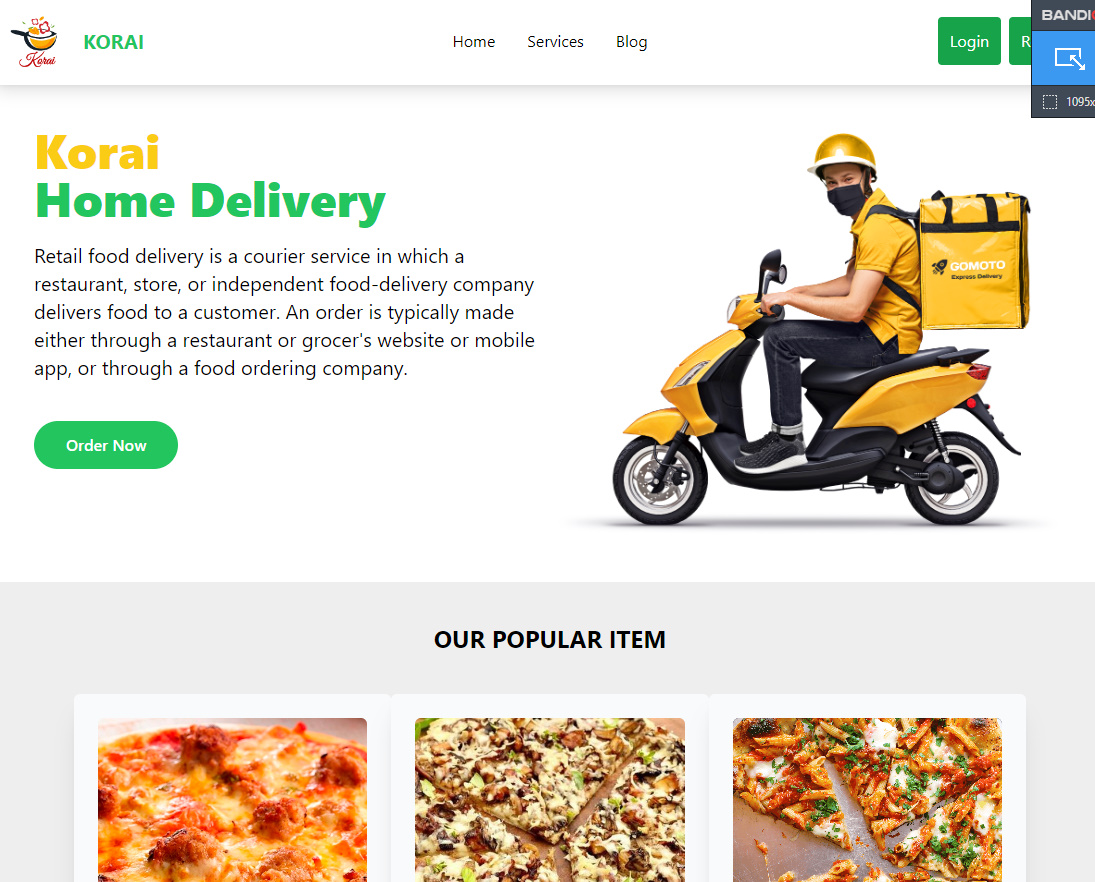 Korai
KORAI
Home
Services
Blog
Login
R
BANDI
1095x
Korai
Home Delivery
Retail food delivery is a courier service in which a
restaurant, store, or independent food-delivery company
delivers food to a customer. An order is typically made
either through a restaurant or grocer's website or mobile
app, or through a food ordering company.
Order Now
GOMOTO
Express Delivery
OUR POPULAR ITEM